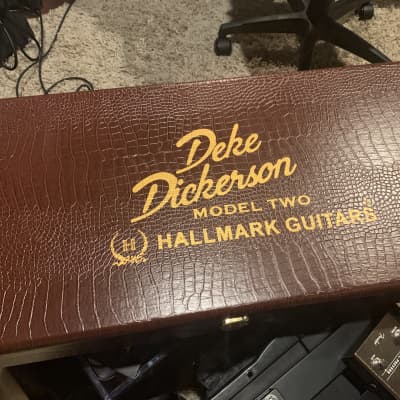 Deke
Dickerson
MODEL TWO
HALLMARK GUITARS